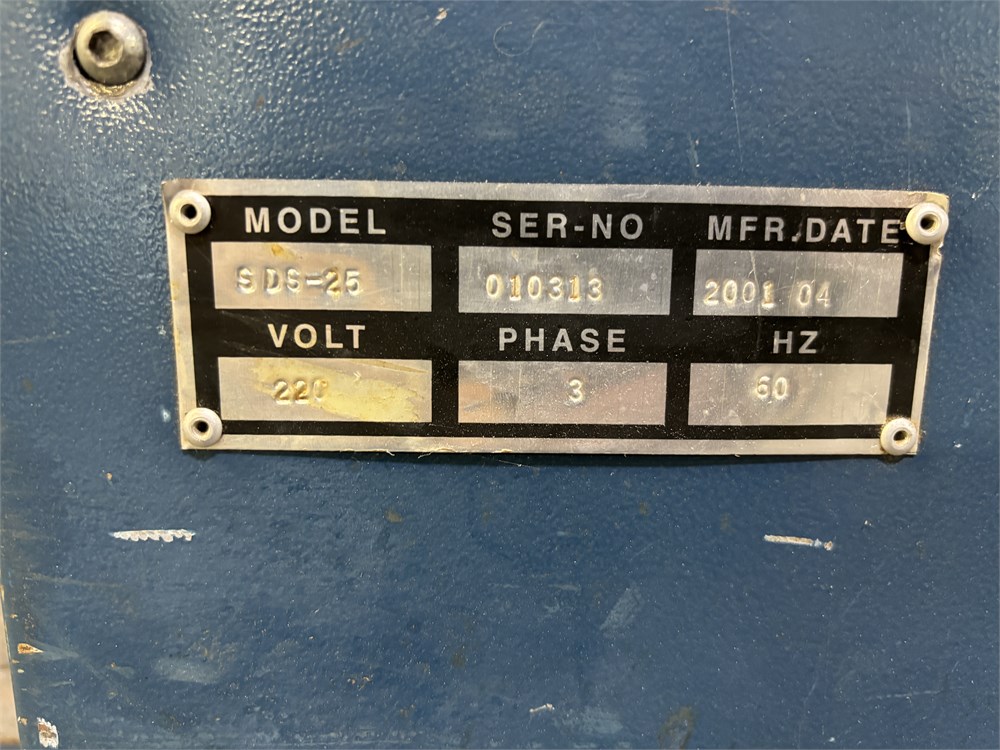 MODEL SER-NO MFR.DATE
SDS-25 010313 2001 04
VOLT PHASE HZ
220 3 60